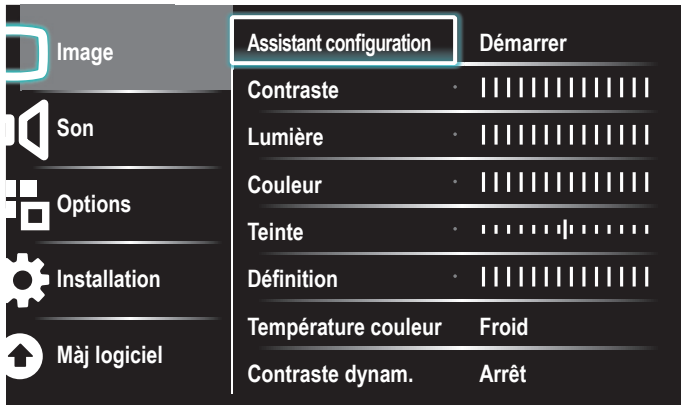 Image
Son
Options
Installation
Màj logiciel
Assistant configuration Démarrer
Contraste
Lumière
Couleur
Teinte
Définition
Température couleur Froid
Contraste dynam. Arrêt